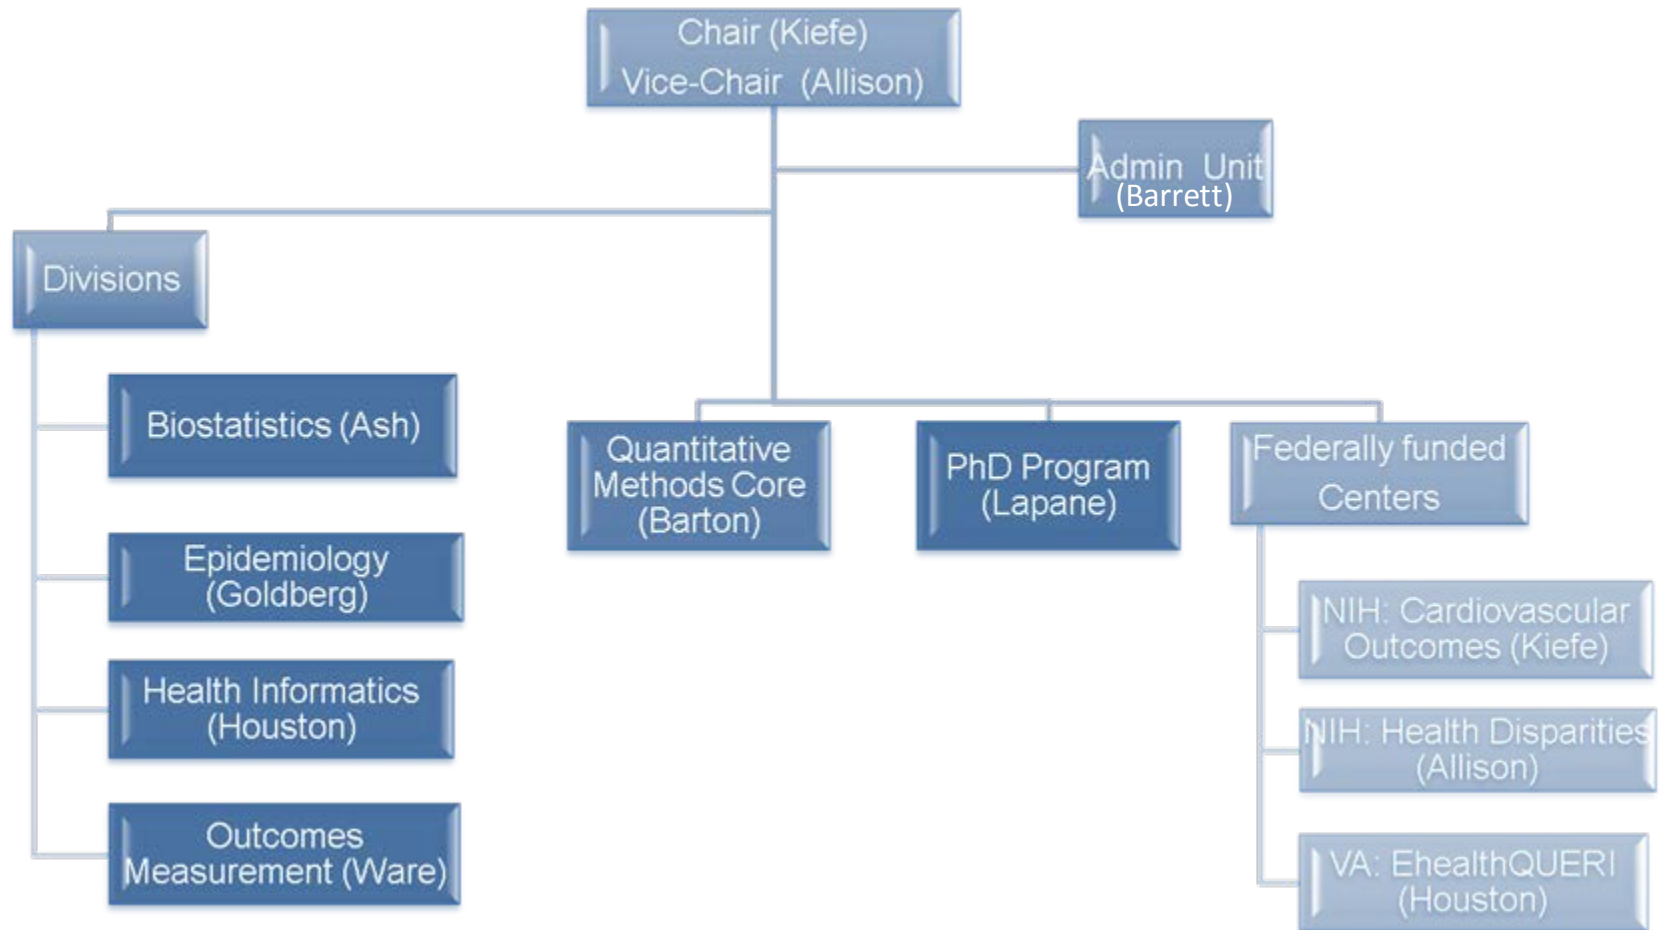 Chair (Kiefe)
Vice-Chair (Allison)
Admin Unit
(Barrett)
Divisions
Biostatistics (Ash)
Epidemiology
(Goldberg)
Health Informatics
(Houston)
Outcomes
Measurement (Ware)
Quantitative
Methods Core
(Barton)
PhD Program
(Lapane)
Federally funded
Centers
NIH: Cardiovascular
Outcomes (Kiefe)
NIH: Health Disparities
(Allison)
VA: EhealthQUERI
(Houston)